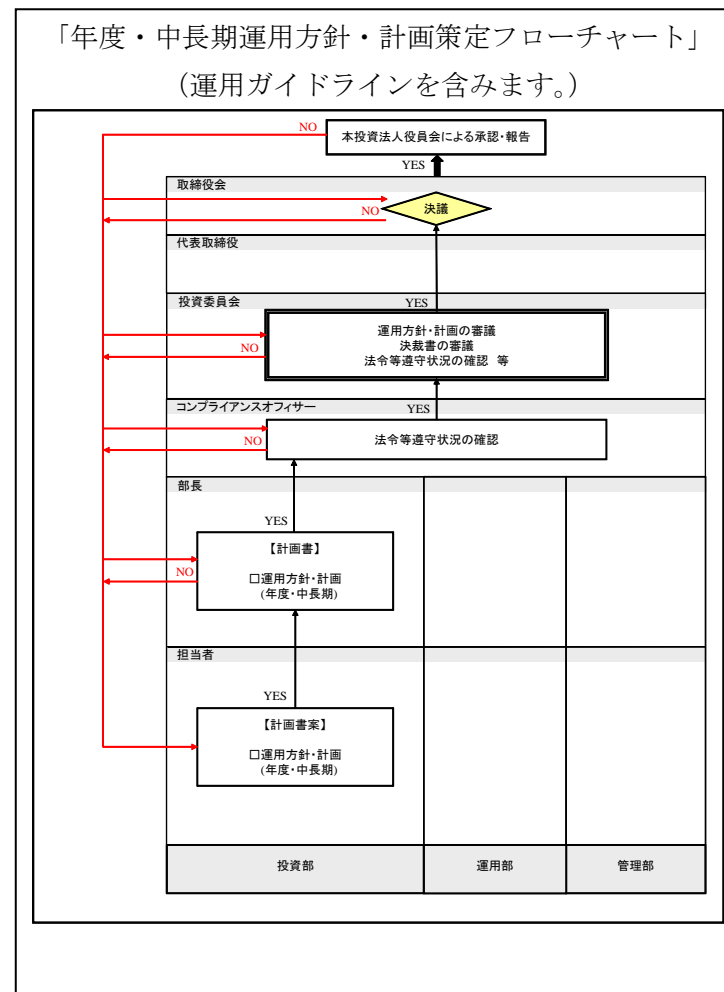 「年度・中長期運用方針・計画策定フローチャート」
（運用ガイドラインを含みます。）
NO
本投資法人役員会による承認・報告
YES
取締役会
NO
決議
代表取締役
投資委員会
YES
運用方針・計画の審議
決裁書の審議
法令等遵守状況の確認 等
NO
コンプライアンスオフィサー
YES
法令等遵守状況の確認
NO
部長
YES
【計画書】
□運用方針・計画
(年度・中長期)
NO
担当者
YES
【計画書案】
□運用方針・計画
(年度・中長期)
投資部
運用部
管理部